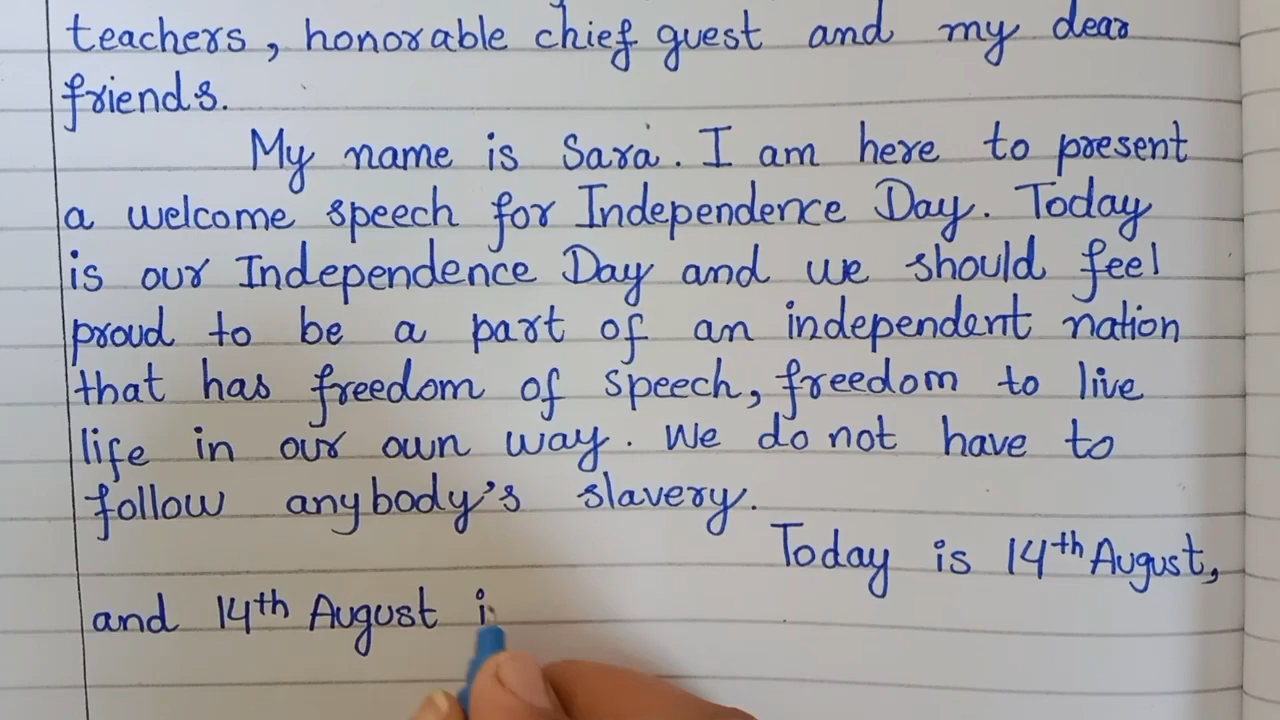 teachers, honorable chief guest and my dear
friends.
My name is Sara. I am here to present
a welcome speech for Independence Day. Today
is our Independence Day and we should feel
proud to be a part of an independent nation
that has freedom of speech, freedom to live
life in our own way. We do not have to
follow anybody's slavery.
Today is 14th August,
and 14th August i